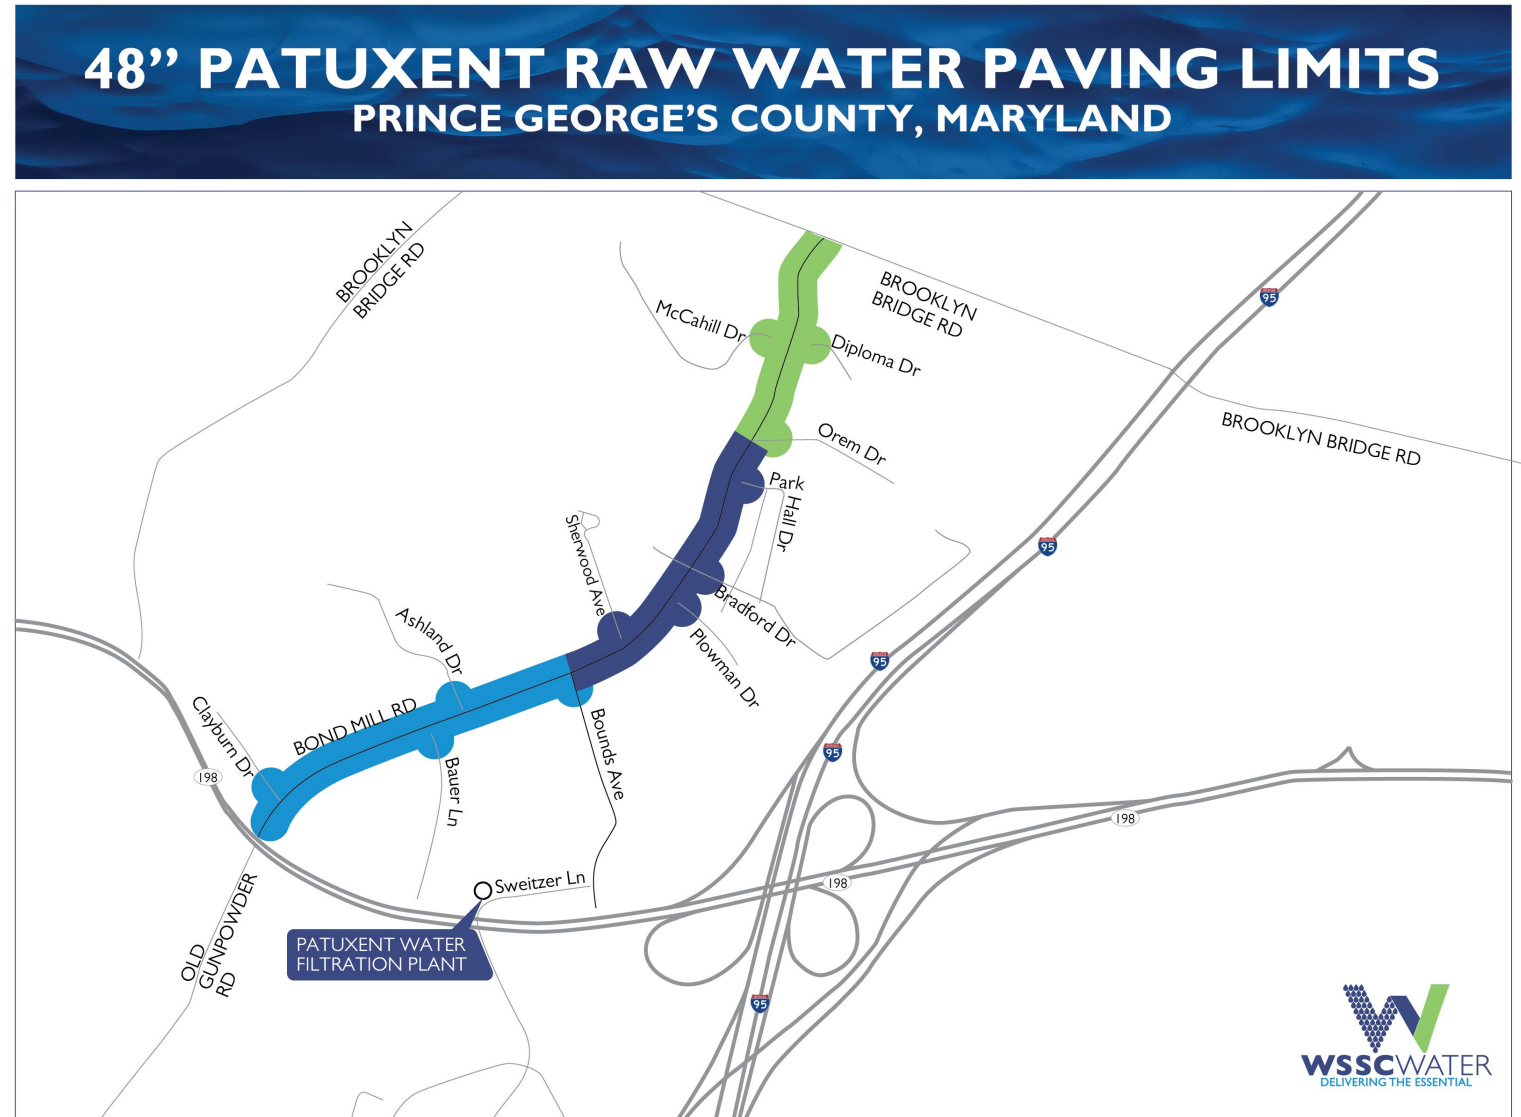 48” PATUXENT RAW WATER PAVING LIMITS
PRINCE GEORGE’S COUNTY, MARYLAND
BROOKLYN
BRIDGE RD
BROOKLYN
BRIDGE RD
95
McCahill Dr
Diploma Dr
BROOKLYN BRIDGE RD
Orem Dr
Park
Hall Dr
Sherwood Ave
95
Bradford Dr
Ashland Dr
Plowman Dr
95
Clayburn Dr
BOND MILL RD
Bounds Ave
95
198
Bauer Ln
198
Sweitzer Ln
198
OLD
GUNPOWDER
RD
PATUXENT WATER
FILTRATION PLANT
95
WSSCWATER
DELIVERING THE ESSENTIAL